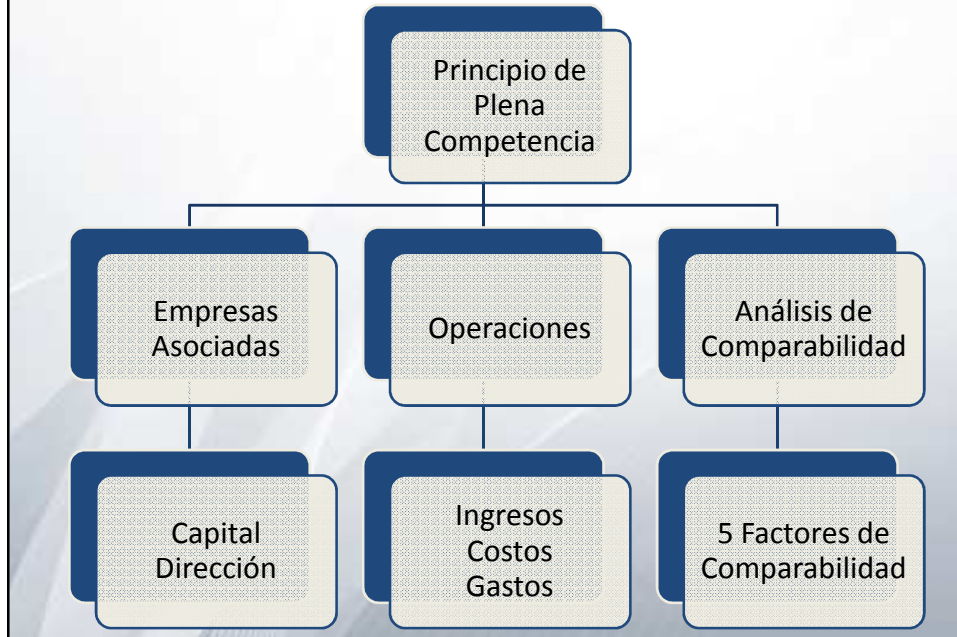 Principio de
Plena
Competencia
Empresas
Asociadas
Operaciones
Análisis de
Comparabilidad
Capital
Dirección
Ingresos
Costos
Gastos
5 Factores de
Comparabilidad